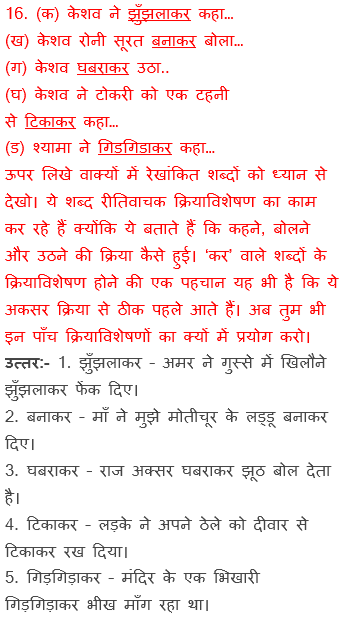 16. (क) केशव ने झुँझलाकर कहा…
(ख) केशव रोनी सूरत बनाकर बोला…
(ग) केशव घबराकर उठा..
(घ) केशव ने टोकरी को एक टहनी
से टिकाकर कहा…
(ड) श्यामा ने गिडगिडाकर कहा…
ऊपर लिखे वाक्यों में रेखांकित शब्दों को ध्यान से
देखो। ये शब्द रीतिवाचक क्रियाविशेषण का काम
कर रहे हैं क्योंकि ये बताते हैं कि कहने, बोलने
और उठने की क्रिया कैसे हुई। ‘कर’ वाले शब्दों के
क्रियाविशेषण होने की एक पहचान यह भी है कि ये
अकसर क्रिया से ठीक पहले आते हैं। अब तुम भी
इन पाँच क्रियाविशेषणों का क्यों में प्रयोग करो।
उत्तर:- 1. झुँझलाकर - अमर ने गुस्से में खिलौने
झुँझलाकर फेंक दिए।
2. बनाकर - माँ ने मुझे मोतीचूर के लड्डू बनाकर
दिए।
3. घबराकर - राज अक्सर घबराकर झूठ बोल देता
है।
4. टिकाकर - लड़के ने अपने ठेले को दीवार से
टिकाकर रख दिया।
5. गिड़गिड़ाकर - मंदिर के एक भिखारी
गिड़गिड़ाकर भीख माँग रहा था।